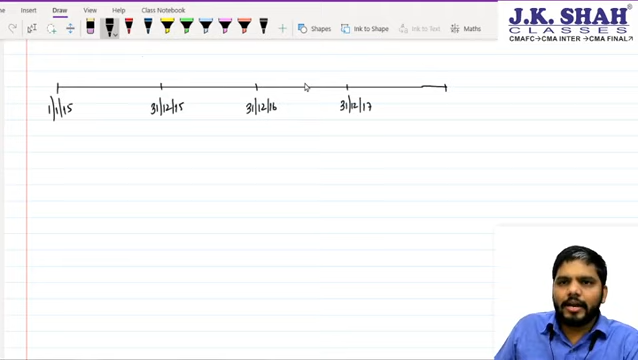 Insert Draw View Help Class Notebook
Shapes Ink to Shape Ink to Text Maths
J.K. SHAH
CLASSES
CMAFC→CMA INTER →CMA FINAL
1/1/15 31/12/15 31/12/16 31/12/17